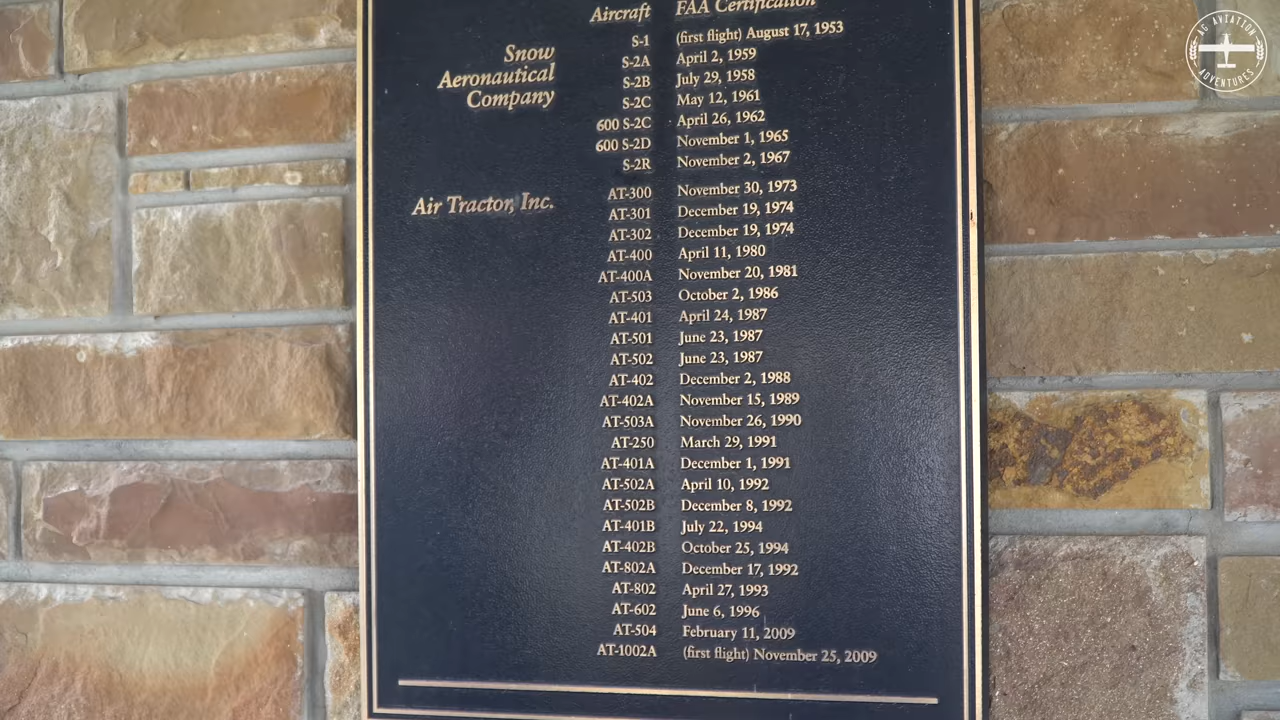 Aircraft FAA Certification
Snow Aeronautical Company
S-1 (first flight) August 17, 1953
S-2A April 2, 1959
S-2B July 29, 1958
S-2C May 12, 1961
600 S-2C April 26, 1962
600 S-2D November 1, 1965
S-2R November 2, 1967
Air Tractor, Inc.
AT-300 November 30, 1973
AT-301 December 19, 1974
AT-302 December 19, 1974
AT-400 April 11, 1980
AT-400A November 20, 1981
AT-503 October 2, 1986
AT-401 April 24, 1987
AT-501 June 23, 1987
AT-502 June 23, 1987
AT-402 December 2, 1988
AT-402A November 15, 1989
AT-503A November 26, 1990
AT-250 March 29, 1991
AT-401A December 1, 1991
AT-502A April 10, 1992
AT-502B December 8, 1992
AT-401B July 22, 1994
AT-402B October 25, 1994
AT-802A December 17, 1992
AT-802 April 27, 1993
AT-602 June 6, 1996
AT-504 February 11, 2009
AT-1002A (first flight) November 25, 2009
AG AVIATION
ADVENTURES